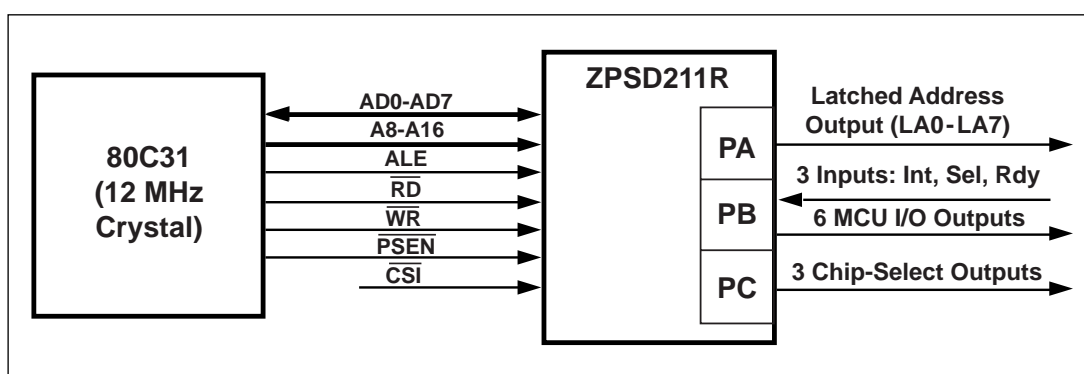 80C31
(12 MHz
Crystal)
AD0-AD7
A8-A16
ALE
RD
WR
PSEN
CSI
ZPSD211R
PA
PB
PC
Latched Address
Output (LA0-LA7)
3 Inputs: Int, Sel, Rdy
6 MCU I/O Outputs
3 Chip-Select Outputs